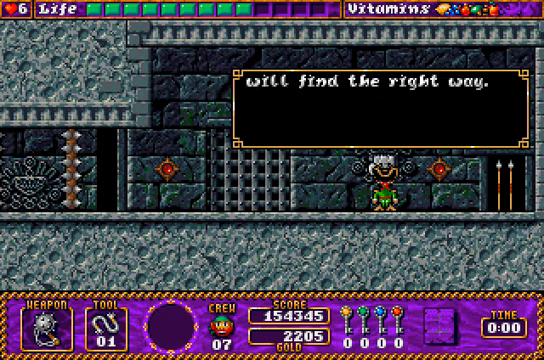 6 Life Vitamins
will find the right way.
WEAPON TOOL CREW SCORE TIME
154345 0:00
01 07 2205 0 0 0 0
GOLD